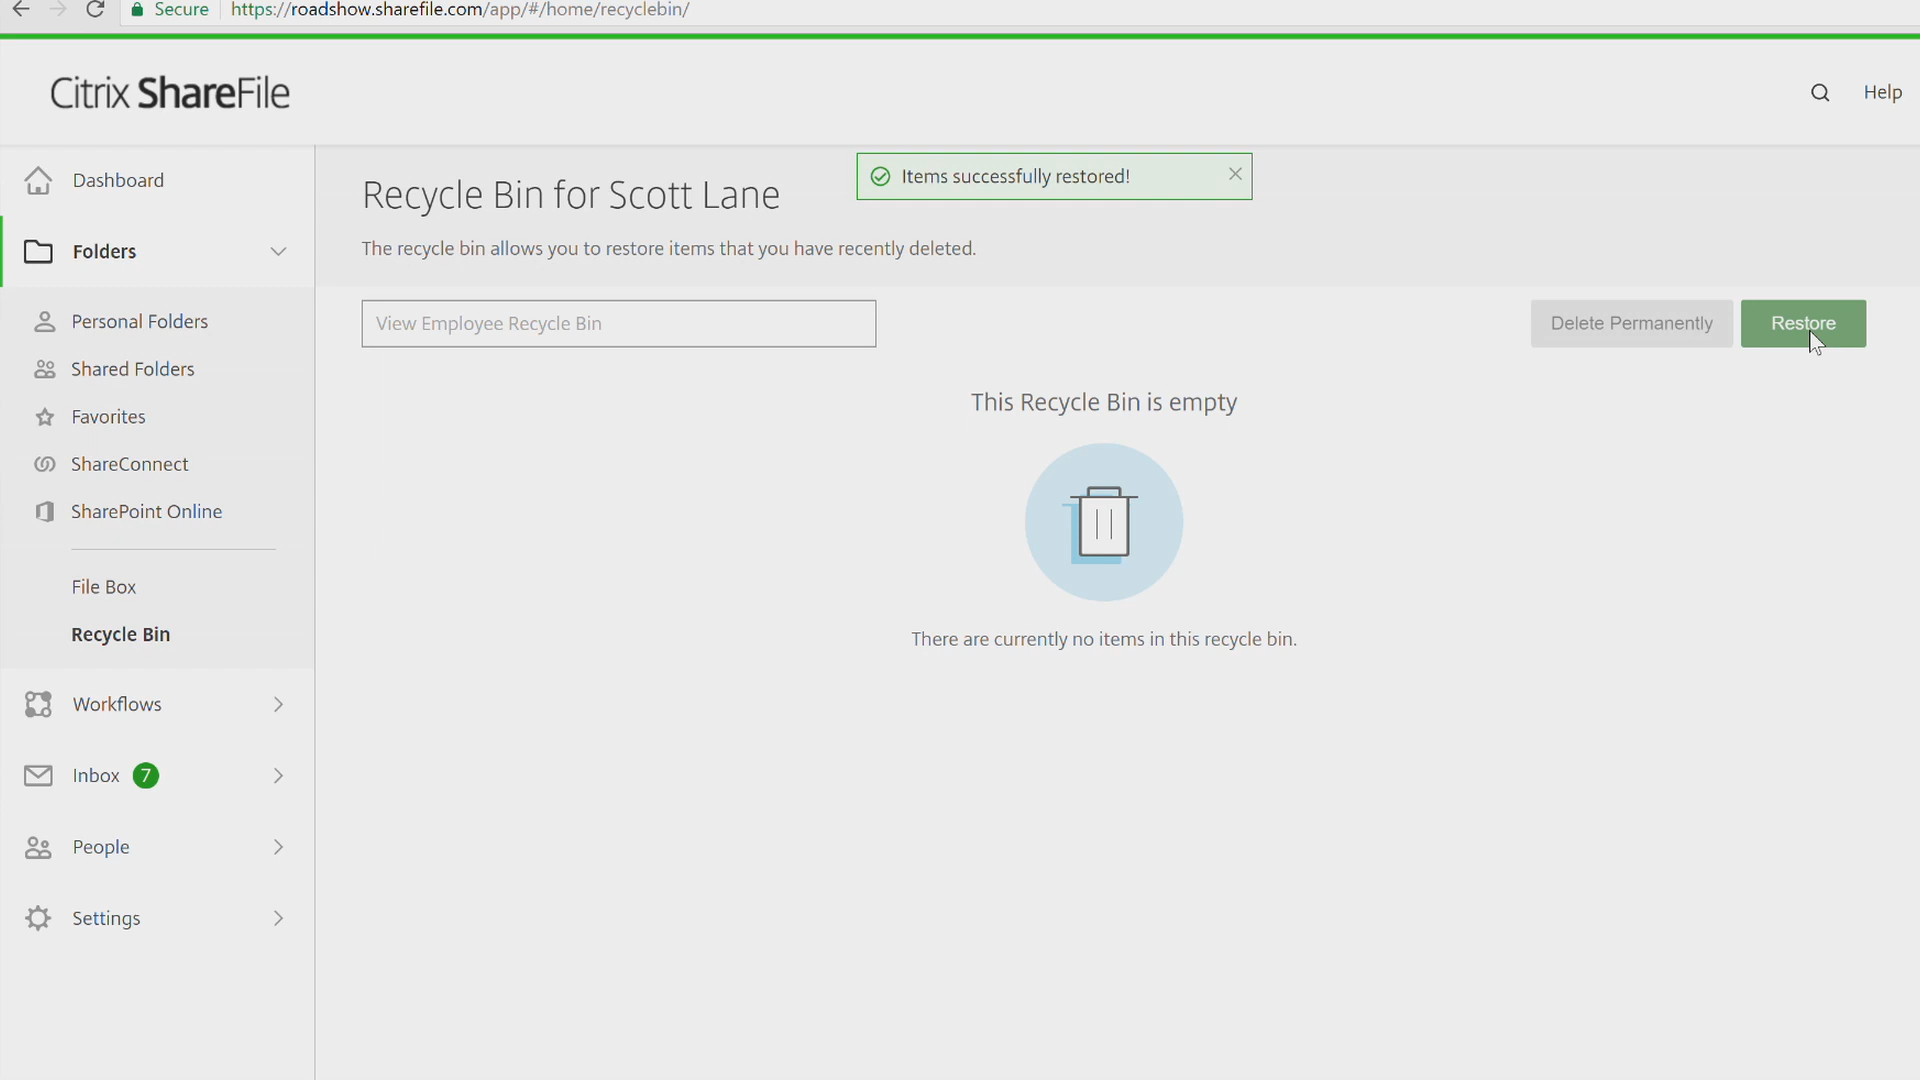 Secure https://roadshow.sharefile.com/app/#/home/recyclebin/
Citrix ShareFile
Help
Dashboard
Folders
Personal Folders
Shared Folders
Favorites
ShareConnect
SharePoint Online
File Box
Recycle Bin
Workflows
Inbox 7
People
Settings
Recycle Bin for Scott Lane
Items successfully restored!
The recycle bin allows you to restore items that you have recently deleted.
View Employee Recycle Bin
Delete Permanently
Restore
This Recycle Bin is empty
There are currently no items in this recycle bin.